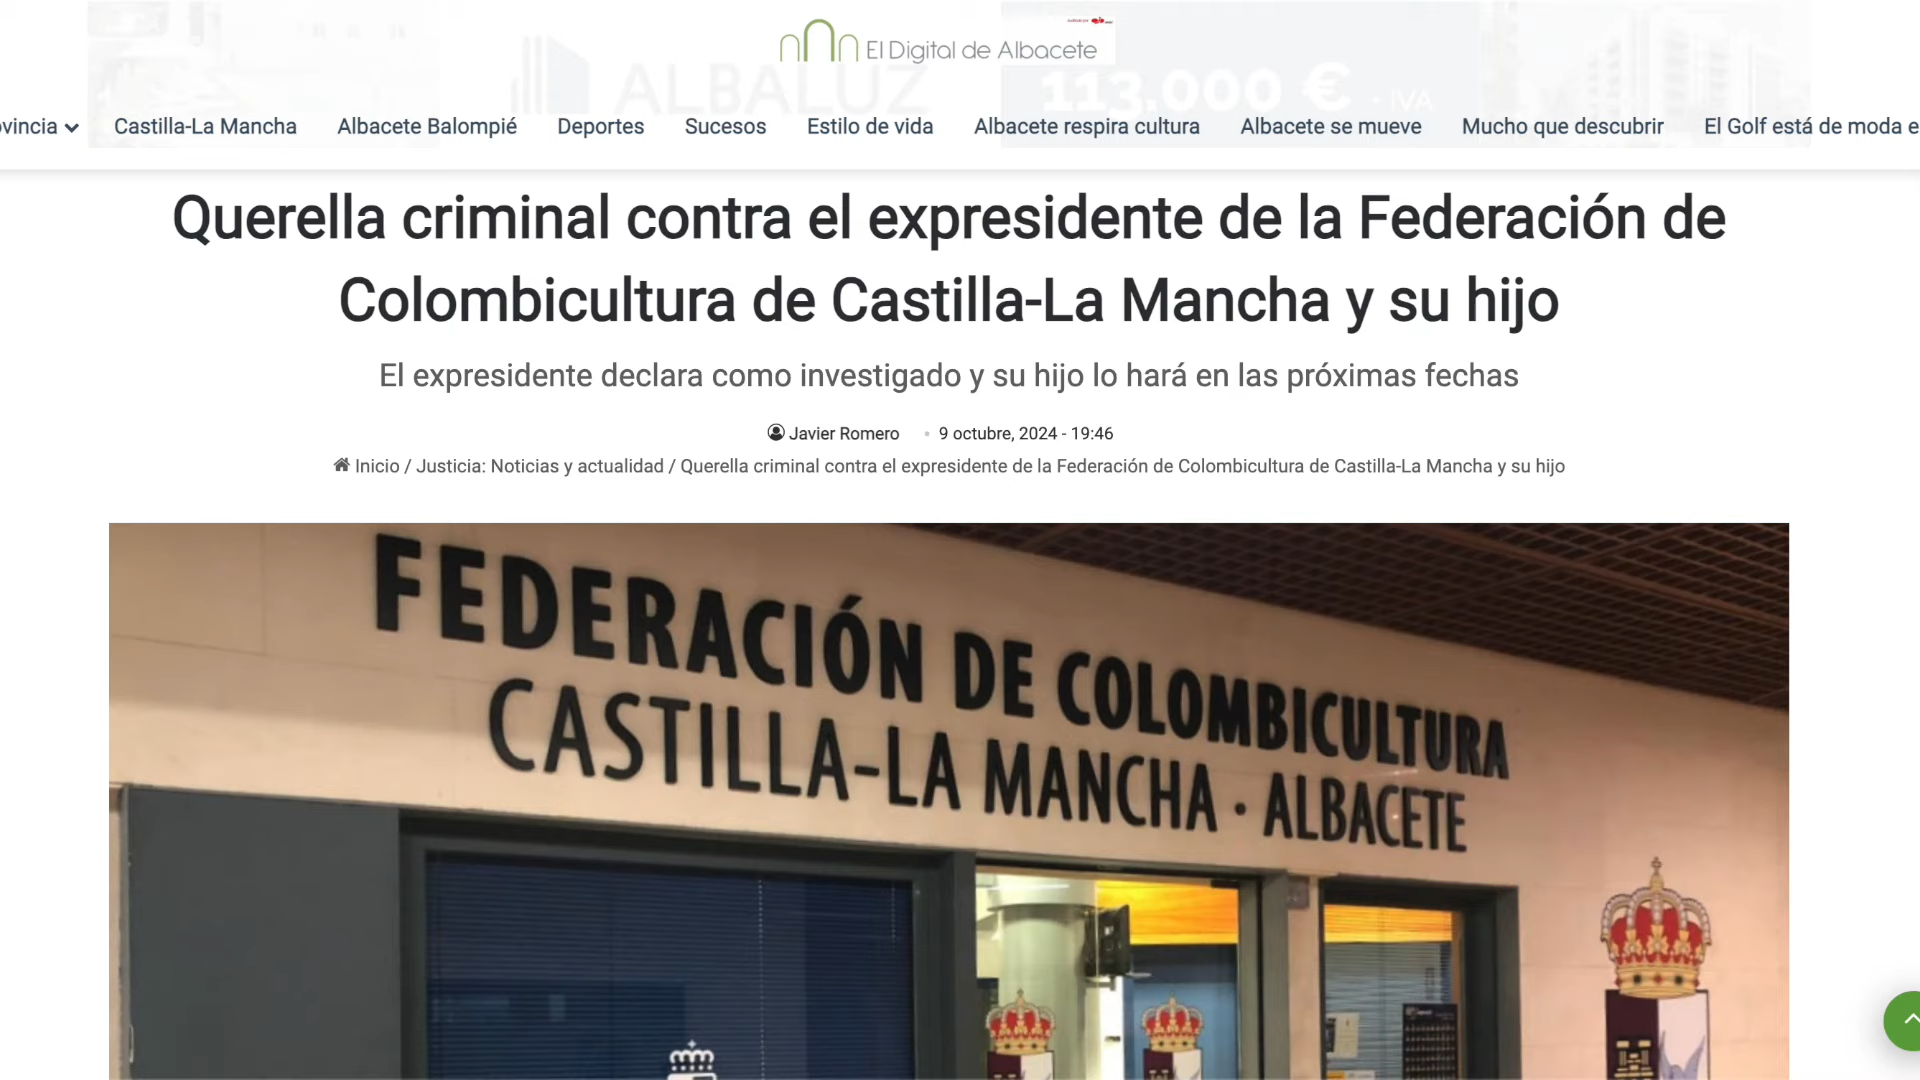 El Digital de Albacete
ALBALUZ
113.000 € + IVA
Castilla-La Mancha
Albacete Balompié
Deportes
Sucesos
Estilo de vida
Albacete respira cultura
Albacete se mueve
Mucho que descubrir
El Golf está de moda
Querella criminal contra el expresidente de la Federación de
Colombicultura de Castilla-La Mancha y su hijo
El expresidente declara como investigado y su hijo lo hará en las próximas fechas
Javier Romero • 9 octubre, 2024 - 19:46
Inicio / Justicia: Noticias y actualidad / Querella criminal contra el expresidente de la Federación de Colombicultura de Castilla-La Mancha y su hijo
FEDERACIÓN DE COLOMBICULTURA
CASTILLA-LA MANCHA · ALBACETE